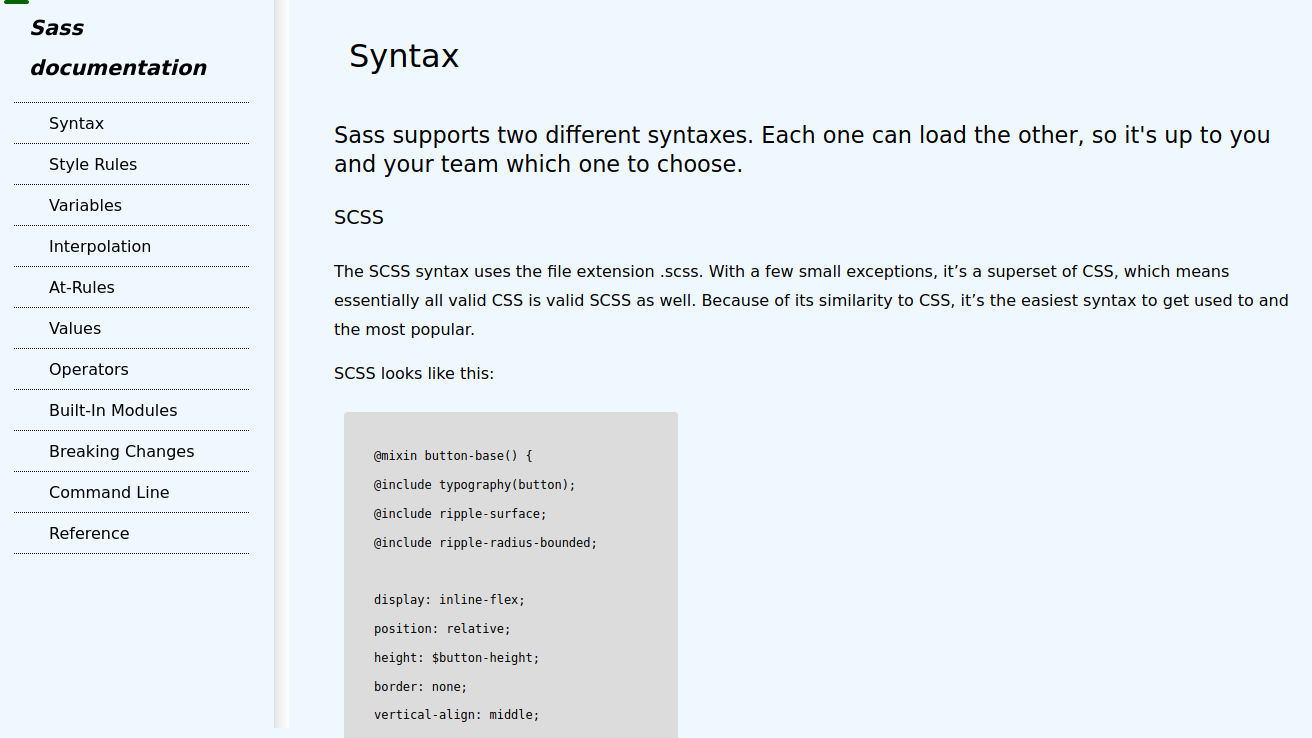 Sass
documentation
Syntax
Style Rules
Variables
Interpolation
At-Rules
Values
Operators
Built-In Modules
Breaking Changes
Command Line
Reference
Syntax
Sass supports two different syntaxes. Each one can load the other, so it's up to you
and your team which one to choose.
SCSS
The SCSS syntax uses the file extension .scss. With a few small exceptions, it’s a superset of CSS, which means
essentially all valid CSS is valid SCSS as well. Because of its similarity to CSS, it’s the easiest syntax to get used to and
the most popular.
SCSS looks like this:
@mixin button-base() {
@include typography(button);
@include ripple-surface;
@include ripple-radius-bounded;
display: inline-flex;
position: relative;
height: $button-height;
border: none;
vertical-align: middle;